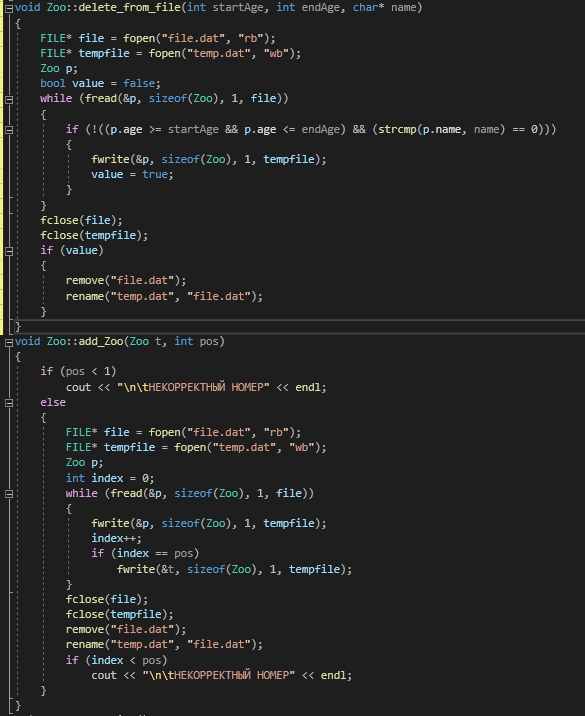 void Zoo::delete_from_file(int startAge, int endAge, char* name)
{
    FILE* file = fopen("file.dat", "rb");
    FILE* tempfile = fopen("temp.dat", "wb");
    Zoo p;
    bool value = false;
    while (fread(&p, sizeof(Zoo), 1, file))
    {
        if (!((p.age >= startAge && p.age <= endAge) && (strcmp(p.name, name) == 0)))
        {
            fwrite(&p, sizeof(Zoo), 1, tempfile);
            value = true;
        }
    }
    fclose(file);
    fclose(tempfile);
    if (value)
    {
        remove("file.dat");
        rename("temp.dat", "file.dat");
    }
}
void Zoo::add_Zoo(Zoo t, int pos)
{
    if (pos < 1)
        cout << "\n\tНЕКОРРЕКТНЫЙ НОМЕР" << endl;
    else
    {
        FILE* file = fopen("file.dat", "rb");
        FILE* tempfile = fopen("temp.dat", "wb");
        Zoo p;
        int index = 0;
        while (fread(&p, sizeof(Zoo), 1, file))
        {
            fwrite(&p, sizeof(Zoo), 1, tempfile);
            index++;
            if (index == pos)
                fwrite(&t, sizeof(Zoo), 1, tempfile);
        }
        fclose(file);
        fclose(tempfile);
        remove("file.dat");
        rename("temp.dat", "file.dat");
        if (index < pos)
            cout << "\n\tНЕКОРРЕКТНЫЙ НОМЕР" << endl;
    }
}